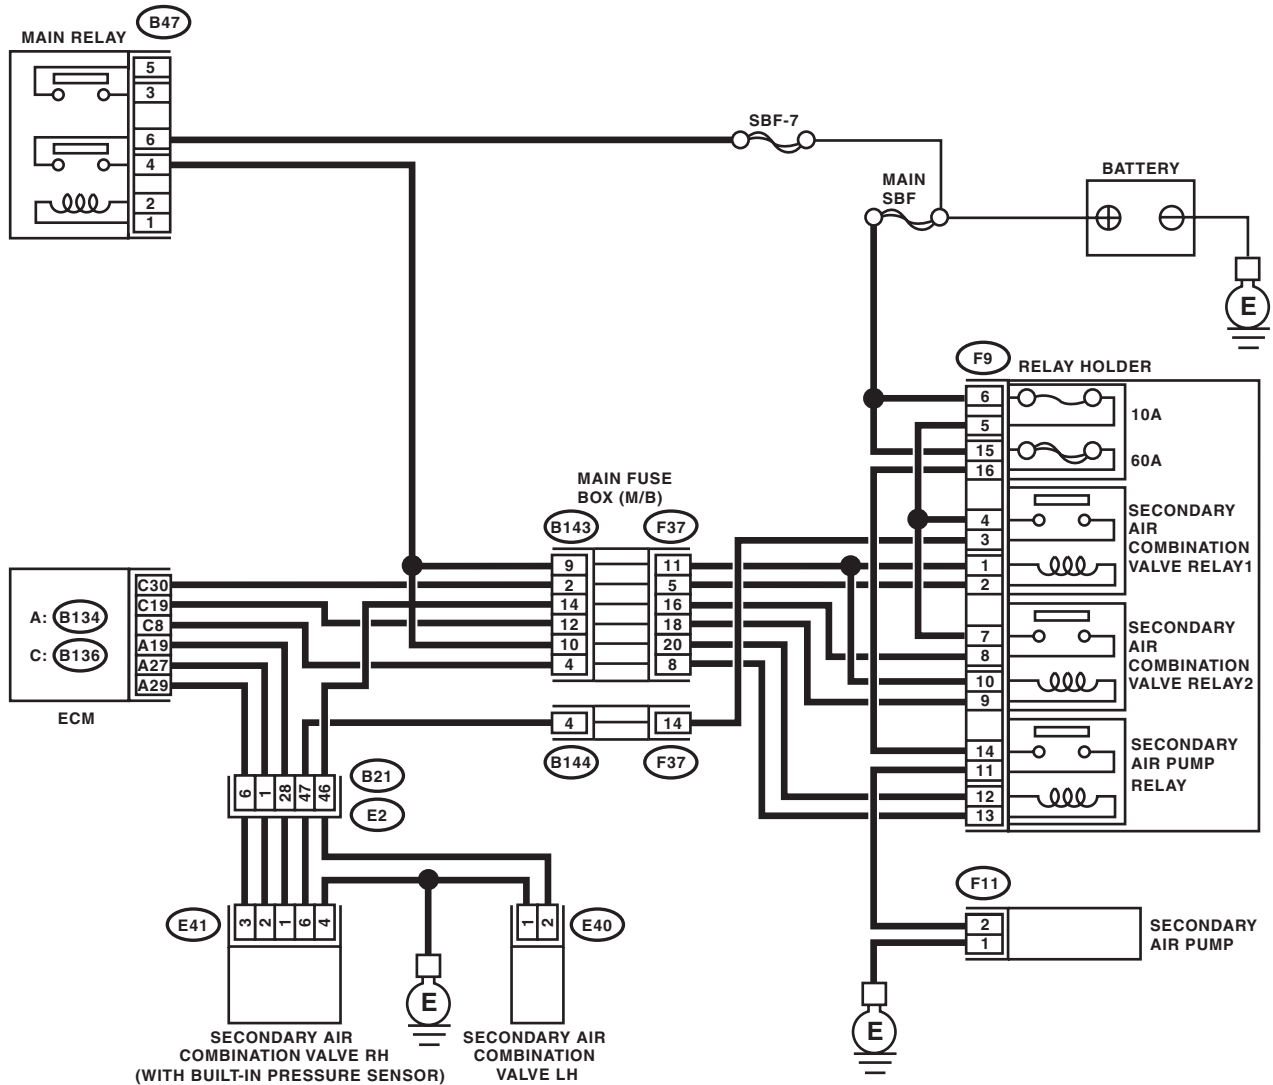 B47
MAIN RELAY
5
3
6
4
2
1
SBF-7
MAIN
SBF
BATTERY
E
F9
RELAY HOLDER
6
5
15
16
4
3
1
2
7
8
10
9
14
11
12
13
10A
60A
SECONDARY
AIR
COMBINATION
VALVE RELAY1
SECONDARY
AIR
COMBINATION
VALVE RELAY2
SECONDARY
AIR PUMP
RELAY
MAIN FUSE
BOX (M/B)
B143
F37
9 11
2 5
14 16
12 18
10 20
4 8
4 14
B144
F37
A: B134
C: B136
C30
C19
C8
A19
A27
A29
ECM
6 1 28 47 46
B21
E2
E41
3 2 1 6 4
1 2
E40
E
SECONDARY AIR
COMBINATION VALVE RH
(WITH BUILT-IN PRESSURE SENSOR)
SECONDARY AIR
COMBINATION
VALVE LH
F11
2
1
SECONDARY
AIR PUMP
E